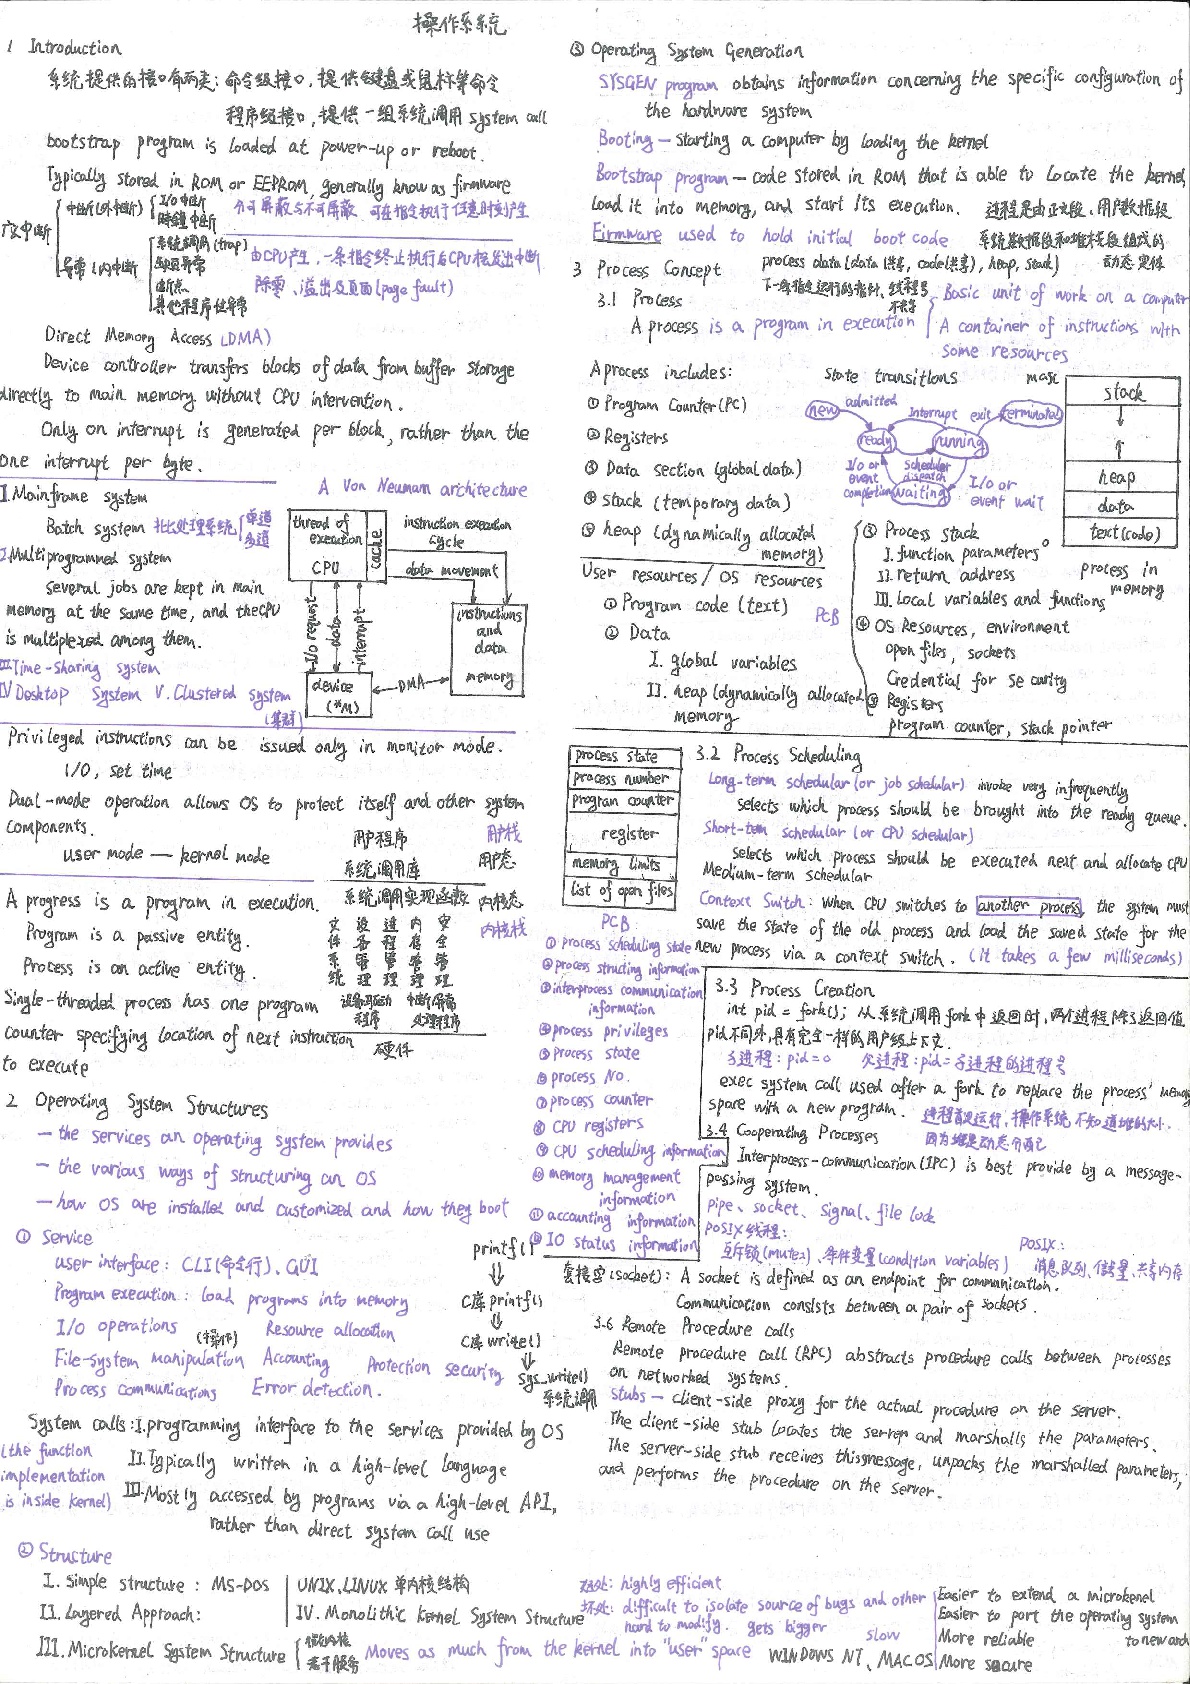 操作系统
1 Introduction
系统提供的接口有两类: 命令级接口, 提供键盘或鼠标等命令
程序级接口, 提供一组系统调用 system call
bootstrap program is loaded at power-up or reboot.
Typically stored in ROM or EEPROM, generally know as firmware
广义中断
中断(外中断)
I/O中断
时钟中断
分可屏蔽与不可屏蔽、可在指令执行任意时刻产生
异常(内中断
系统调用(trap)
缺页异常
断点
其他程序性异常
由CPU产生, 一条指令终止执行后CPU检发出中断
除零、溢出及页面(page fault)
Direct Memory Access (DMA)
Device controller transfers blocks of data from buffer storage
directly to main memory without CPU intervention.
Only on interrupt is generated per block, rather than the
one interrupt per byte.
I. Mainframe system
Batch system 批处理系统 单道
多道
II. Multiprogrammed system
several jobs are kept in main
memory at the same time, and the CPU
is multiplexed among them.
III Time-Sharing system
IV Desktop System V. Clustered System
(集群)
A Von Neumann architecture
thread of execution
CPU
cache
instruction execution cycle
data movement
I/O request
data
interrupt
instructions and data
memory
device
(*M)
DMA
Privileged instructions can be issued only in monitor mode.
I/O, set time
Dual-mode operation allows OS to protect itself and other system
components.
user mode — kernel mode
用户程序 用户栈
系统调用库 用户态
系统调用实现函数 内核态
内核栈
文件系统
设备管理
进程管理
内存管理
安全管理
设备驱动程序
中断异常处理程序
硬件
A progress is a program in execution.
Program is a passive entity.
Process is an active entity.
Single-threaded process has one program
counter specifying location of next instruction
to execute
2 Operating System Structures
— the services an operating system provides
— the various ways of structuring an OS
— how OS are installed and customized and how they boot
① Service
user interface: CLI(命令行)、GUI
Program execution: load programs into memory
I/O operations (操作) Resource allocation
File-system manipulation Accounting Protection security
Process communications Error detection.
printf()
⇓
C库 printf()
⇓
C库 write()
⇓
sys_write()
系统调用
System calls: I. programming interface to the services provided by OS
(the function implementation is inside kernel)
II. Typically written in a high-level language
III. Mostly accessed by programs via a high-level API,
rather than direct system call use
② Structure
I. Simple structure: MS-DOS
UNIX, LINUX 单内核结构
II. Layered Approach:
IV. Monolithic Kernel System Structure
好处: highly efficient
坏处: difficult to isolate source of bugs and other
hard to modify. gets bigger slow
III. Microkernel System Structure
微内核
若干服务
Moves as much from the kernel into "user" space WINDOWS NT、MACOS
Easier to extend a microkernel
Easier to port the operating system
to new arch
More reliable
More secure
③ Operating System Generation
SYSGEN program obtains information concerning the specific configuration of
the hardware system
Booting — starting a computer by loading the kernel
Bootstrap program — code stored in ROM that is able to locate the kernel,
load it into memory, and start its execution.
Firmware used to hold initial boot code
进程是由正文段、用户数据段
系统数据段和堆栈段组成的
动态实体
3 Process Concept
process data (data 供享, code(共享), heap, stack)
下一条指令运行的指针、线程号
不共享
3.1 Process
A process is a program in execution
Basic unit of work on a computer
A container of instructions with
some resources
A process includes:
① Program Counter (PC)
② Registers
③ Data section (global data)
④ stack (temporary data)
⑤ heap (dynamically allocated
memory)
State transitions
new
admitted
ready
Interrupt
running
exit
terminated
scheduler dispatch
I/O or event completion
waiting
I/O or event wait
max
stack
heap
data
text (code)
process in memory
User resources / OS resources
① Program code (text)
② Data
I. global variables
II. heap (dynamically allocated
memory
PCB
③ Process stack
I. function parameters
II. return address
III. Local variables and functions
④ OS Resources, environment
open files, sockets
Credential for security
⑤ Registers
program counter, stack pointer
process state
process number
program counter
register
memory limits
list of open files
PCB
① process scheduling state
② process structing information
③ interprocess communication
information
④ process privileges
⑤ process state
⑥ process NO.
⑦ process counter
⑧ CPU registers
⑨ CPU scheduling information
⑩ memory management
information
⑪ accounting information
⑫ IO status information
3.2 Process Scheduling
Long-term schedular (or job schedular) invoke very infrequently
selects which process should be brought into the ready queue.
Short-tem schedular (or CPU schedular)
selects which process should be executed next and allocate CPU
Medium-term schedular
Context Switch: when CPU switches to another process, the system must
save the state of the old process and load the saved state for the
new process via a context switch. (It takes a few milliseconds)
3.3 Process Creation
int pid = fork(); 从系统调用fork中返回时, 两个进程除了返回值
pid不同外, 具有完全一样的用户级上下文.
子进程: pid=0 父进程: pid=子进程的进程号
exec system call used after a fork to replace the process' memory
space with a new program.
进程首次运行, 操作系统不知道堆的大小.
因为堆是动态分配
3.4 Cooperating Processes
Interprocess-communication (IPC) is best provide by a message-
passing system.
pipe、socket、signal、file lock
POSIX线程:
互斥锁(mutex)、条件变量(condition variables)
POSIX:
消息队列、信号量、共享内存
套接字(socket): A socket is defined as an endpoint for communication.
Communication consists between a pair of sockets.
3.6 Remote Procedure calls
Remote procedure call (RPC) abstracts procedure calls between processes
on networked systems.
Stubs — client-side proxy for the actual procedure on the server.
The client-side stub locates the server and marshalls the parameters.
The server-side stub receives this message, unpacks the marshalled parameters,
and performs the procedure on the server.